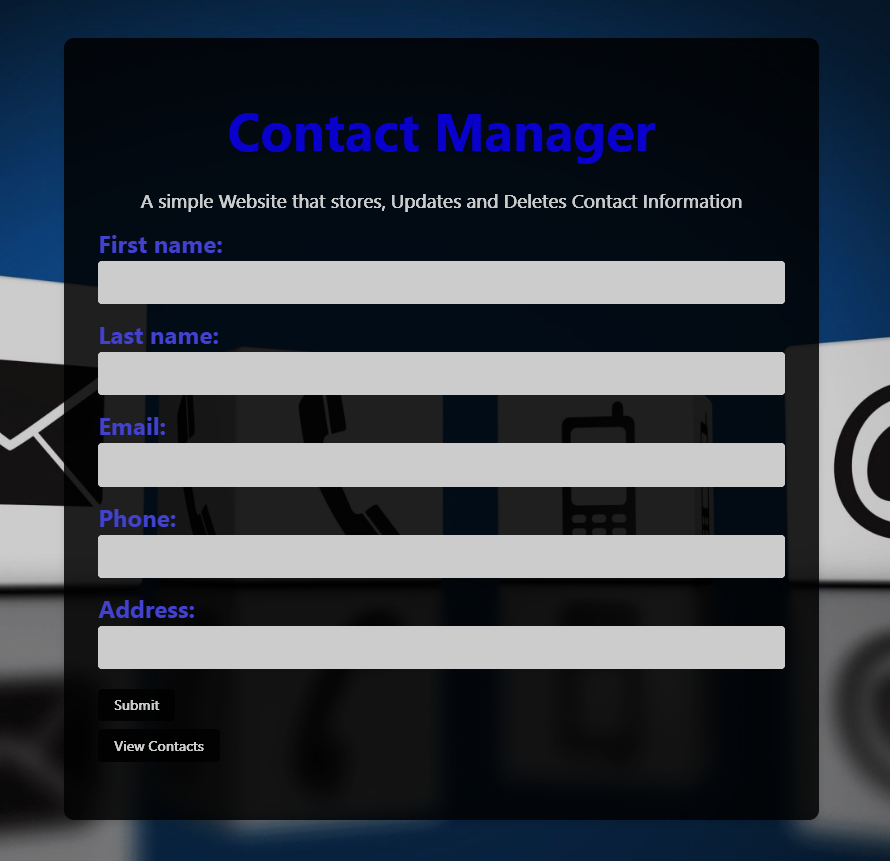 Contact Manager
A simple Website that stores, Updates and Deletes Contact Information
First name:
Last name:
Email:
Phone:
Address:
Submit
View Contacts